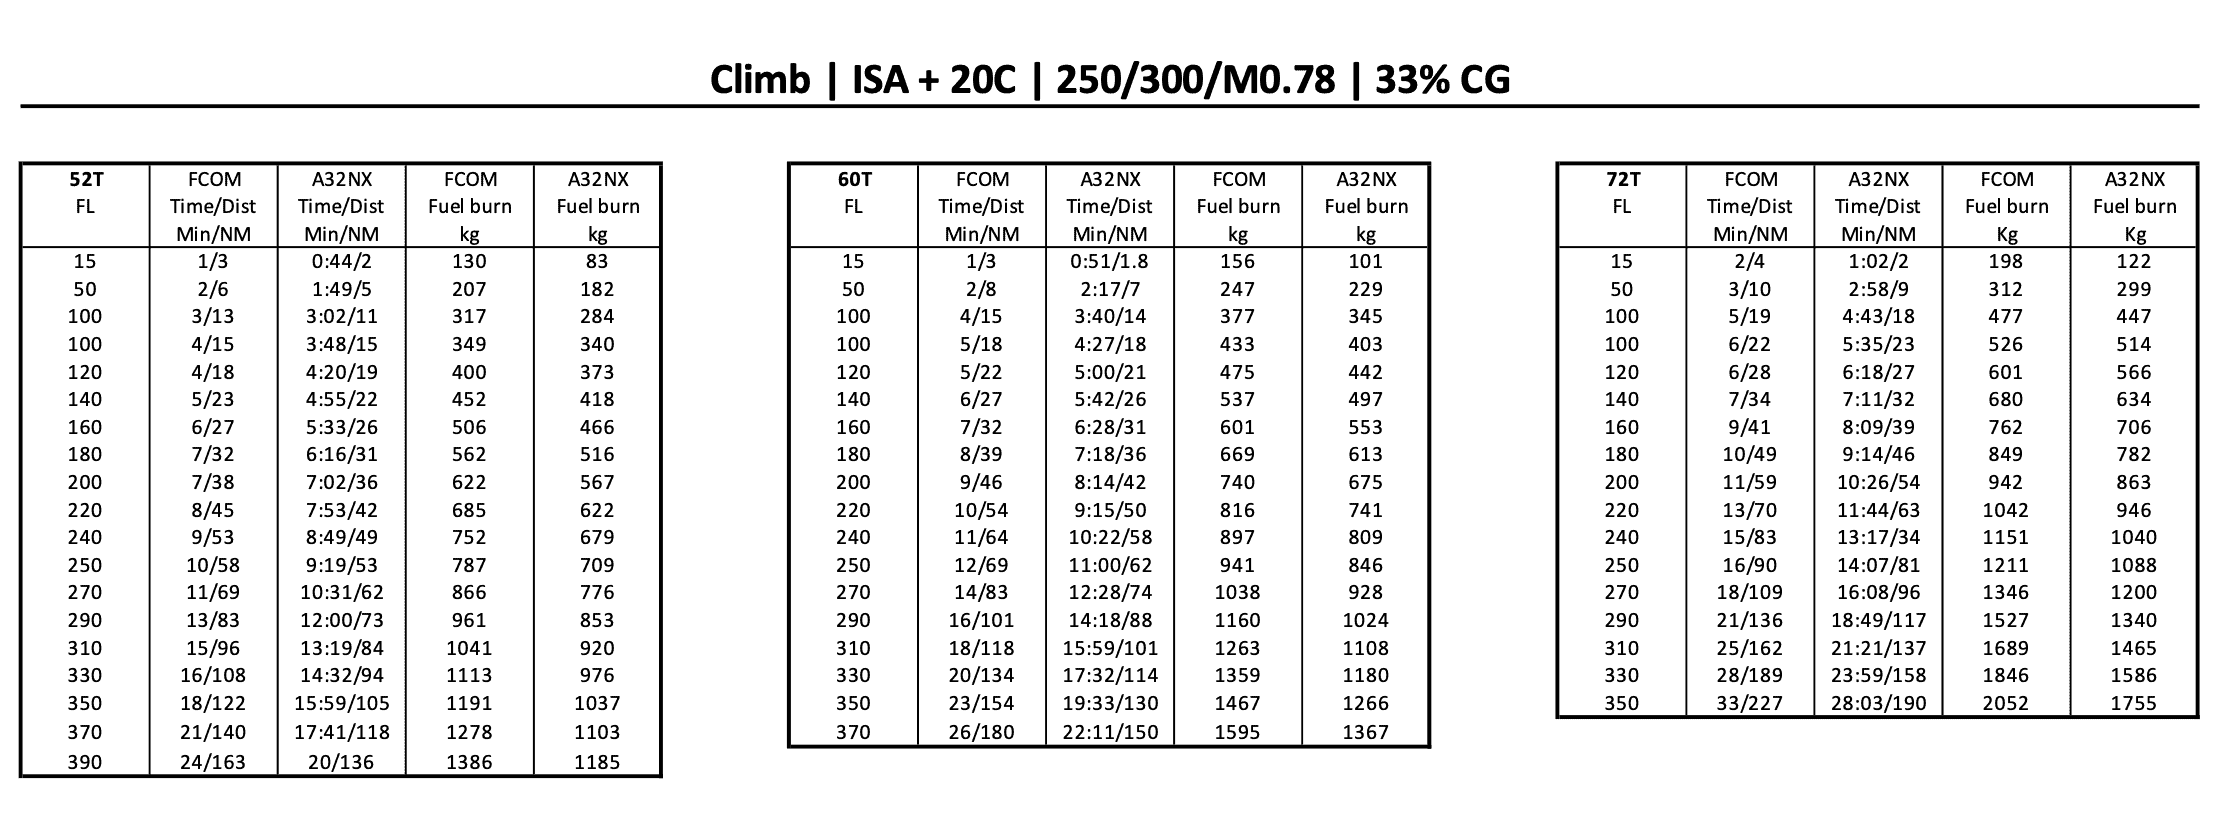 Climb | ISA + 20C | 250/300/M0.78 | 33% CG
52T FCOM A32NX FCOM A32NX
FL Time/Dist Time/Dist Fuel burn Fuel burn
Min/NM Min/NM kg kg
15 1/3 0:44/2 130 83
50 2/6 1:49/5 207 182
100 3/13 3:02/11 317 284
100 4/15 3:48/15 349 340
120 4/18 4:20/19 400 373
140 5/23 4:55/22 452 418
160 6/27 5:33/26 506 466
180 7/32 6:16/31 562 516
200 7/38 7:02/36 622 567
220 8/45 7:53/42 685 622
240 9/53 8:49/49 752 679
250 10/58 9:19/53 787 709
270 11/69 10:31/62 866 776
290 13/83 12:00/73 961 853
310 15/96 13:19/84 1041 920
330 16/108 14:32/94 1113 976
350 18/122 15:59/105 1191 1037
370 21/140 17:41/118 1278 1103
390 24/163 20/136 1386 1185
60T FCOM A32NX FCOM A32NX
FL Time/Dist Time/Dist Fuel burn Fuel burn
Min/NM Min/NM kg kg
15 1/3 0:51/1.8 156 101
50 2/8 2:17/7 247 229
100 4/15 3:40/14 377 345
100 5/18 4:27/18 433 403
120 5/22 5:00/21 475 442
140 6/27 5:42/26 537 497
160 7/32 6:28/31 601 553
180 8/39 7:18/36 669 613
200 9/46 8:14/42 740 675
220 10/54 9:15/50 816 741
240 11/64 10:22/58 897 809
250 12/69 11:00/62 941 846
270 14/83 12:28/74 1038 928
290 16/101 14:18/88 1160 1024
310 18/118 15:59/101 1263 1108
330 20/134 17:32/114 1359 1180
350 23/154 19:33/130 1467 1266
370 26/180 22:11/150 1595 1367
72T FCOM A32NX FCOM A32NX
FL Time/Dist Time/Dist Fuel burn Fuel burn
Min/NM Min/NM Kg Kg
15 2/4 1:02/2 198 122
50 3/10 2:58/9 312 299
100 5/19 4:43/18 477 447
100 6/22 5:35/23 526 514
120 6/28 6:18/27 601 566
140 7/34 7:11/32 680 634
160 9/41 8:09/39 762 706
180 10/49 9:14/46 849 782
200 11/59 10:26/54 942 863
220 13/70 11:44/63 1042 946
240 15/83 13:17/34 1151 1040
250 16/90 14:07/81 1211 1088
270 18/109 16:08/96 1346 1200
290 21/136 18:49/117 1527 1340
310 25/162 21:21/137 1689 1465
330 28/189 23:59/158 1846 1586
350 33/227 28:03/190 2052 1755